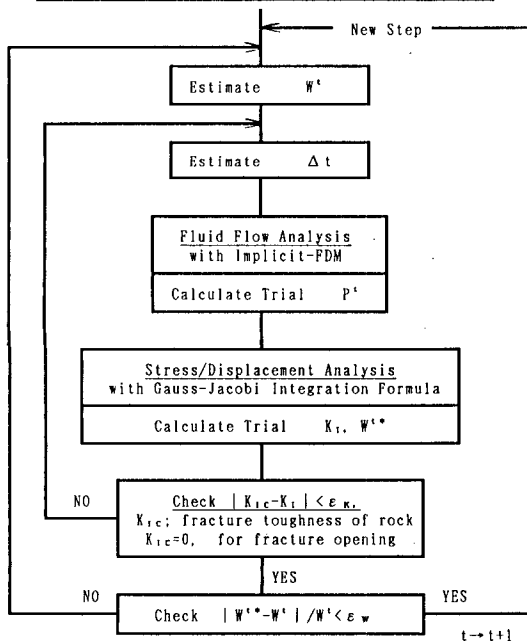 New Step
Estimate W^t
Estimate Δt
Fluid Flow Analysis
with Implicit-FDM
Calculate Trial P^t
Stress/Displacement Analysis
with Gauss-Jacobi Integration Formula
Calculate Trial K_I, W^t*
NO
Check |K_IC-K_I|<ε_K,
K_IC; fracture toughness of rock
K_IC=0, for fracture opening
YES
NO
YES
Check |W^t*-W^t|/W^t<ε_W
t→t+1